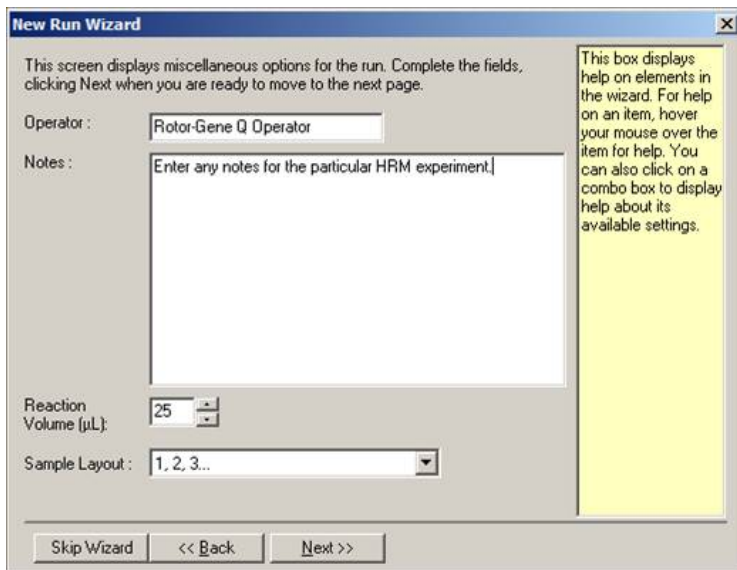 New Run Wizard
This screen displays miscellaneous options for the run. Complete the fields,
clicking Next when you are ready to move to the next page.
Operator :
Rotor-Gene Q Operator
Notes :
Enter any notes for the particular HRM experiment.
Reaction
Volume (µL):
25
Sample Layout :
1, 2, 3...
This box displays
help on elements in
the wizard. For help
on an item, hover
your mouse over the
item for help. You
can also click on a
combo box to display
help about its
available settings.
Skip Wizard
<< Back
Next >>